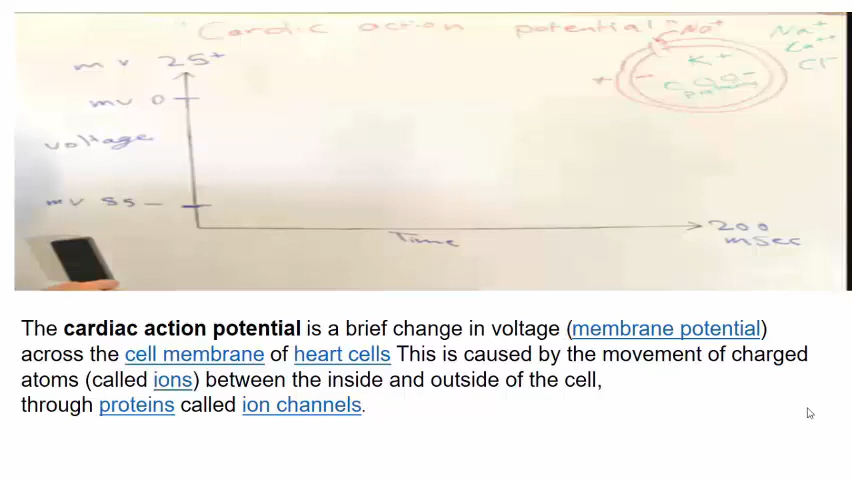 "Cardic action potential"
Na+
Na+
Ca++
Cl-
K+
COO-
proteins
+
-
mv 25+
mv 0
voltage
mv 55-
Time
200
msec
The cardiac action potential is a brief change in voltage (membrane potential)
across the cell membrane of heart cells This is caused by the movement of charged
atoms (called ions) between the inside and outside of the cell,
through proteins called ion channels.